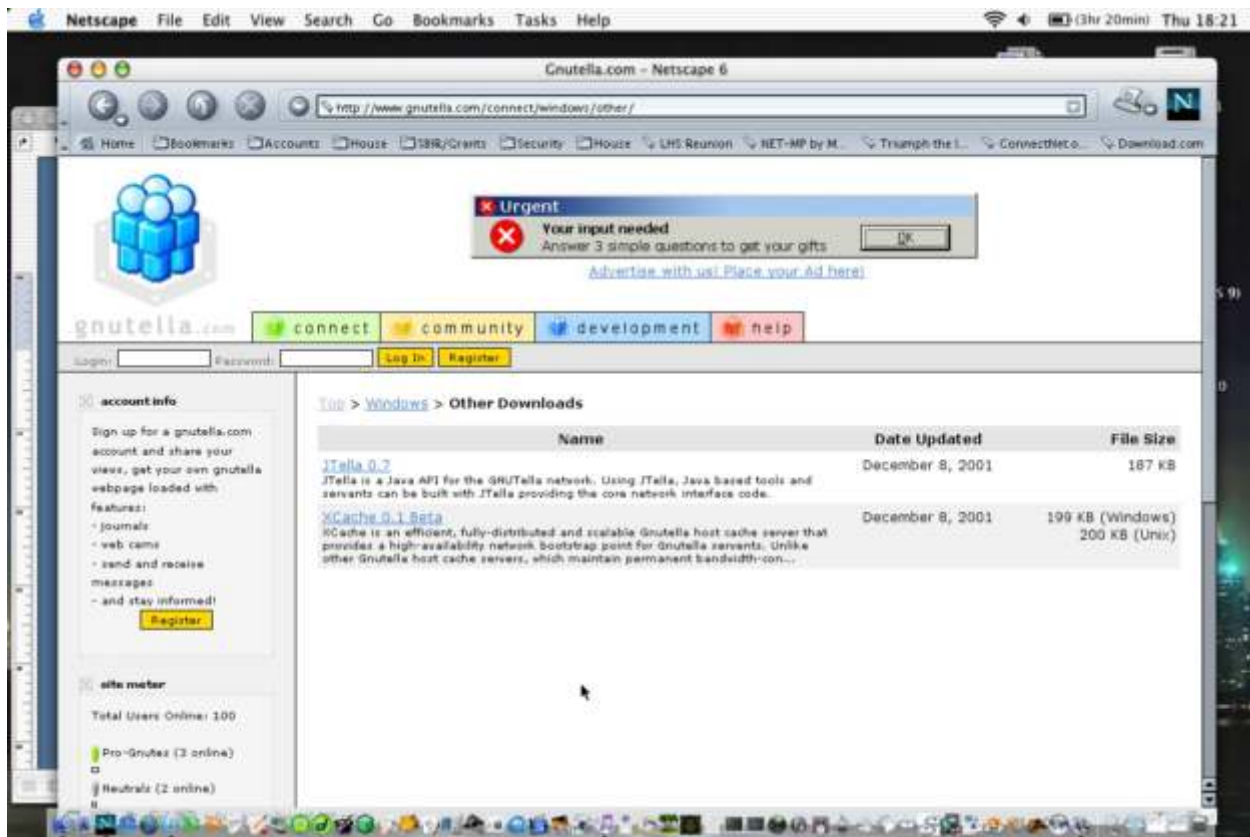 Netscape File Edit View Search Go Bookmarks Tasks Help (3hr 20min) Thu 18:21
Gnutella.com - Netscape 6
http://www.gnutella.com/connect/windows/other/
Home Bookmarks Accounts House SBIR/Grants Security House LHS Reunion NET-MP by M... Triumph the I... ConnectNet o... Download.com
Urgent
Your input needed
Answer 3 simple questions to get your gifts
OK
Advertise with us! Place your Ad here!
gnutella.com connect community development help
Login: Password: Log In Register
account info
Sign up for a gnutella.com
account and share your
views, get your own gnutella
webpage loaded with
features:
- journals
- web cams
- send and receive
messages
- and stay informed!
Register
site meter
Total Users Online: 100
Pro-Gnutes (3 online)
Neutrals (2 online)
Top > Windows > Other Downloads
Name Date Updated File Size
JTella 0.7 December 8, 2001 187 KB
JTella is a Java API for the GNUTella network. Using JTella, Java based tools and
servants can be built with JTella providing the core network interface code.
XCache 0.1 Beta December 8, 2001 199 KB (Windows)
200 KB (Unix)
XCache is an efficient, fully-distributed and scalable Gnutella host cache server that
provides a high-availability network bootstrap point for Gnutella servents. Unlike
other Gnutella host cache servers, which maintain permanent bandwidth-con...